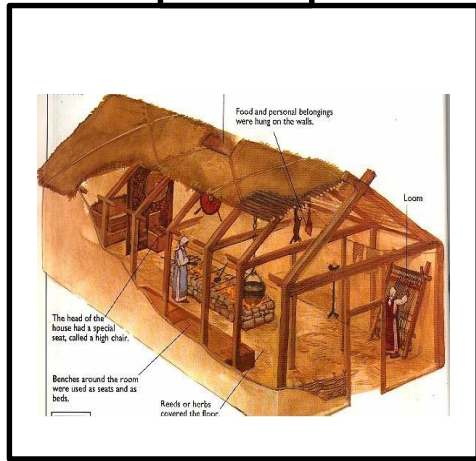 Food and personal belongings
were hung on the walls.
Loom
The head of the
house had a special
seat, called a high chair.
Benches around the room
were used as seats and as
beds.
Reeds or herbs
covered the floor.